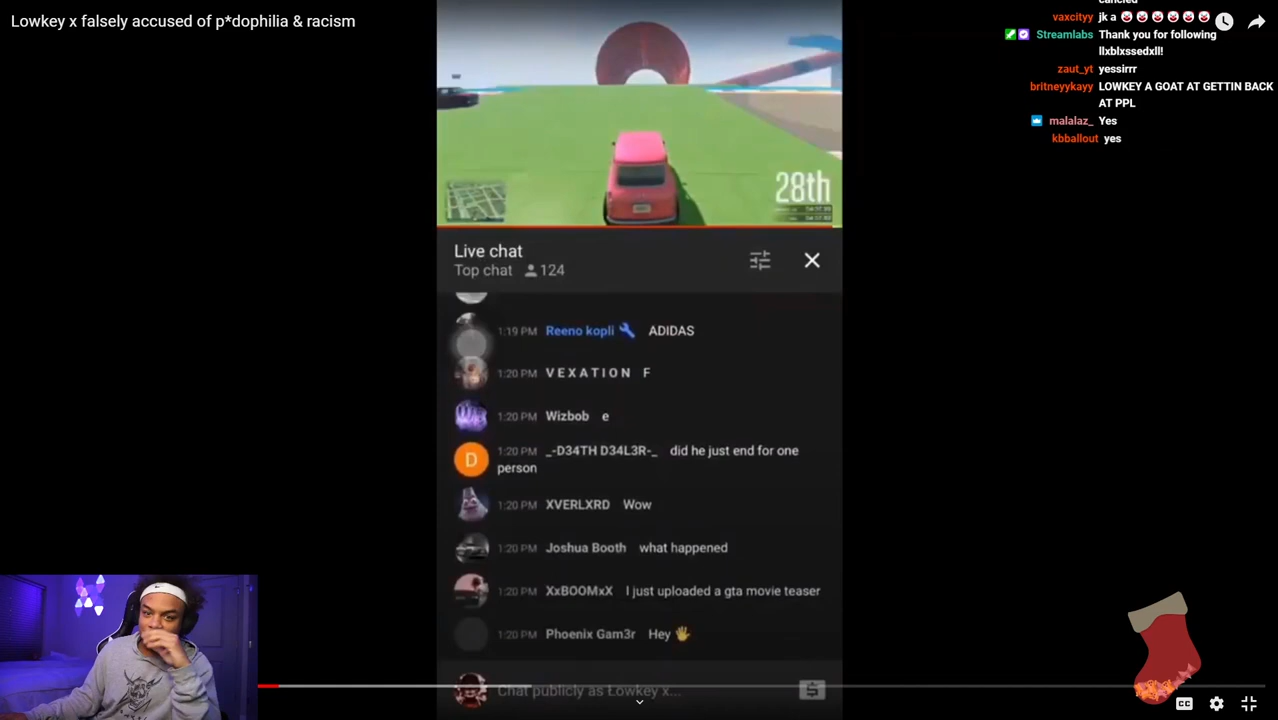 Lowkey x falsely accused of p*dophilia & racism
vaxcityy jk a 🤡🤡🤡🤡🤡🤡
Streamlabs Thank you for following
llxblxssedxll!
zaut_yt yessirrr
britneyykayy LOWKEY A GOAT AT GETTIN BACK
AT PPL
malalaz_ Yes
kbballout yes
28th
Live chat
Top chat 124
1:19 PM Reeno kopli ADIDAS
1:20 PM V E X A T I O N F
1:20 PM Wizbob e
D 1:20 PM _-D34TH D34L3R-_ did he just end for one
person
1:20 PM XVERLXRD Wow
1:20 PM Joshua Booth what happened
1:20 PM XxBOOMxX I just uploaded a gta movie teaser
1:20 PM Phoenix Gam3r Hey 👋
Chat publicly as Lowkey x...
CC